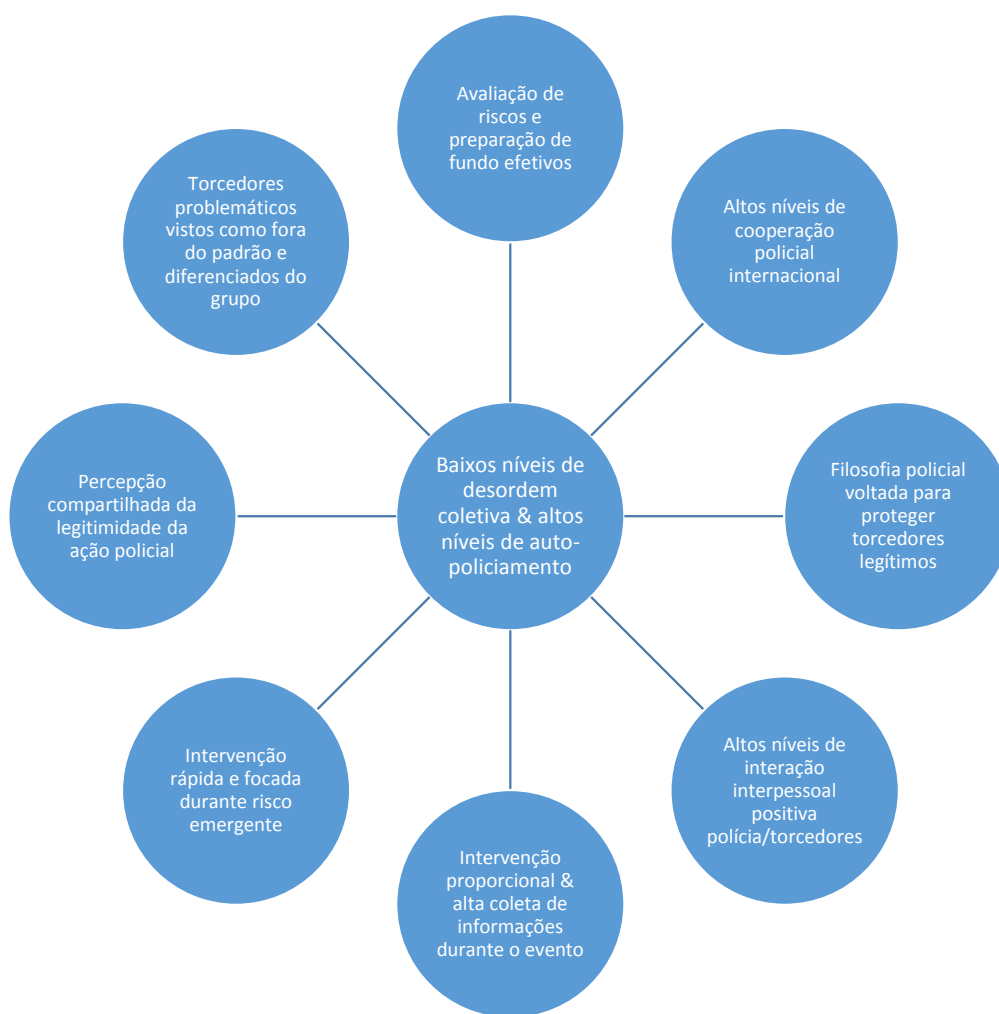 Avaliação de
riscos e
preparação de
fundo efetivos
Altos níveis de
cooperação
policial
internacional
Filosofia policial
voltada para
proteger
torcedores
legítimos
Altos níveis de
interação
interpessoal
positiva
polícia/torcedores
Intervenção
proporcional &
alta coleta de
informações
durante o evento
Intervenção
rápida e focada
durante risco
emergente
Percepção
compartilhada da
legitimidade da
ação policial
Torcedores
problemáticos
vistos como fora
do padrão e
diferenciados do
grupo
Baixos níveis de
desordem
coletiva & altos
níveis de auto-
policiamento